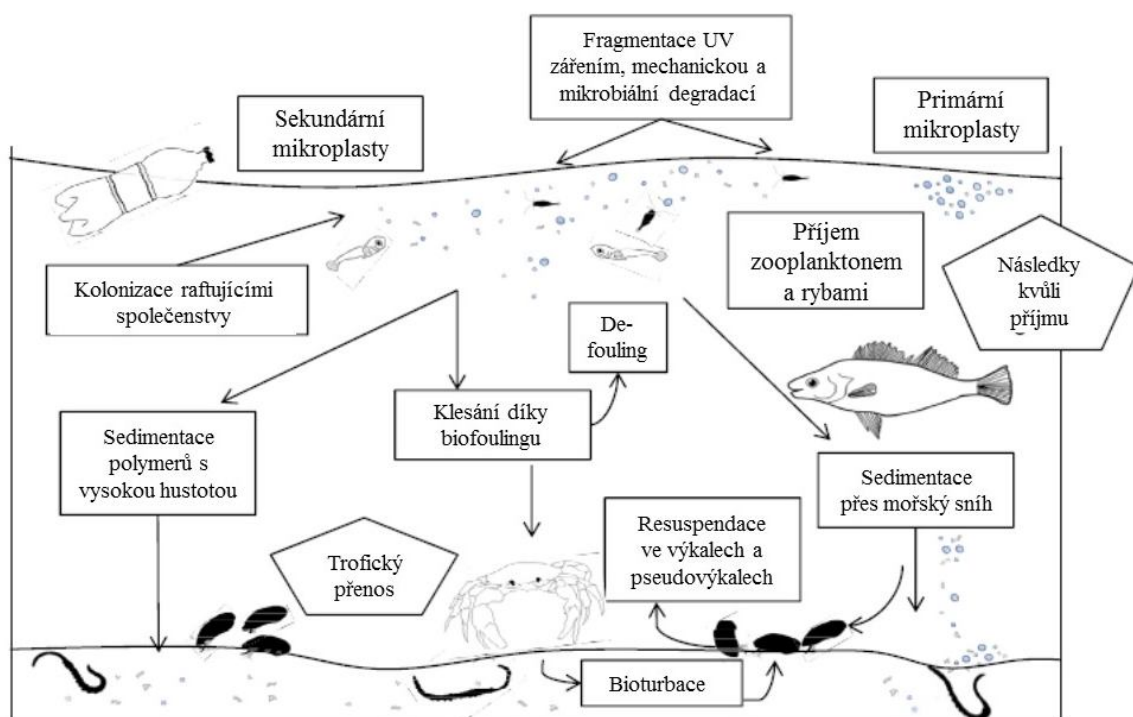 Fragmentace UV
zářením, mechanickou a
mikrobiální degradací
Sekundární
mikroplasty
Primární
mikroplasty
Kolonizace raftujícími
společenstvy
Příjem
zooplanktonem
a rybami
Následky
kvůli
příjmu
De-
fouling
Klesání díky
biofoulingu
Sedimentace
polymerů s
vysokou hustotou
Sedimentace
přes mořský sníh
Resuspendace
ve výkalech a
pseudovýkalech
Trofický
přenos
Bioturbace